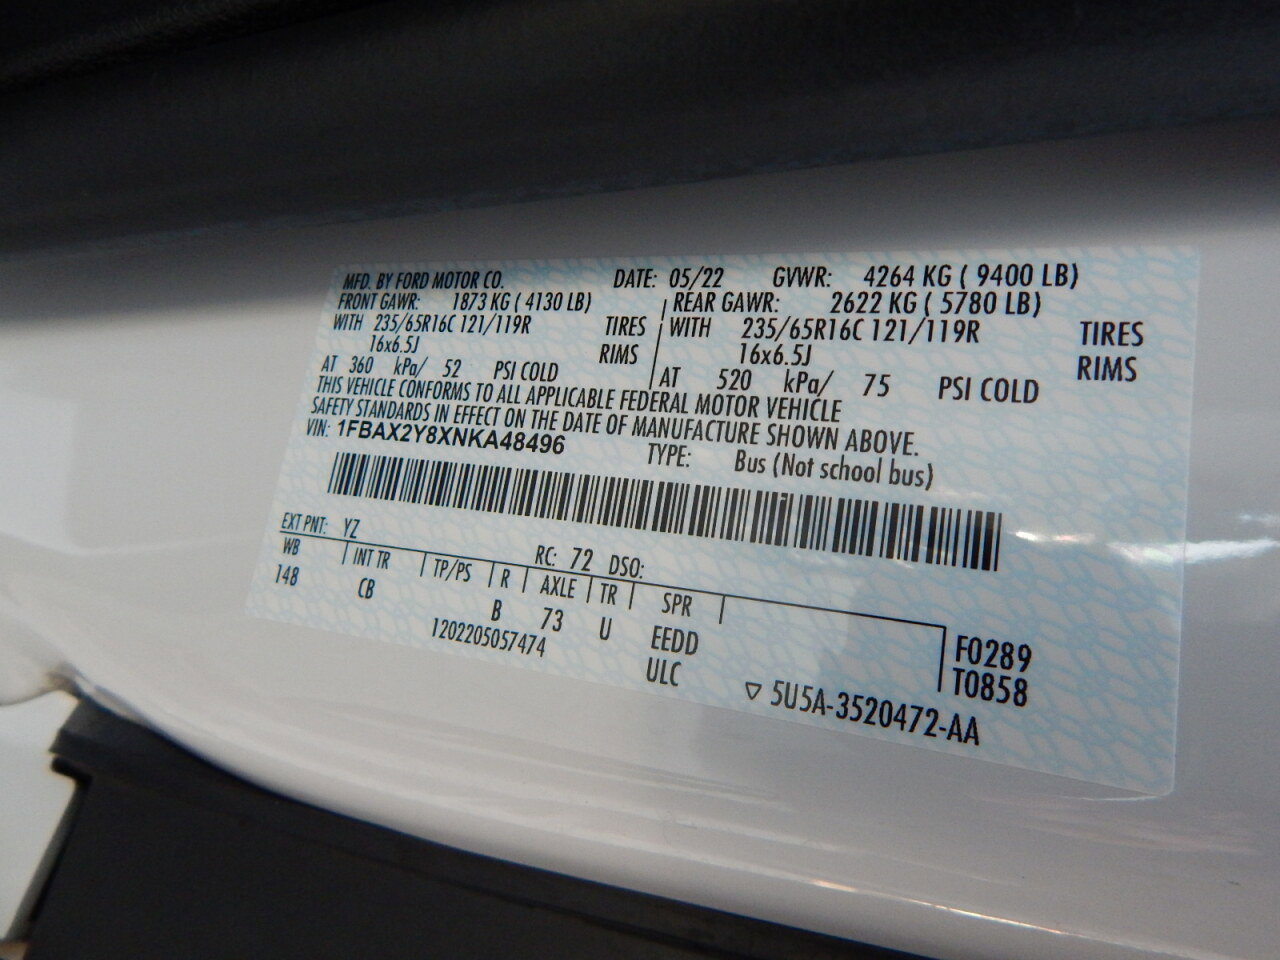 MFD. BY FORD MOTOR CO. DATE: 05/22 GVWR: 4264 KG ( 9400 LB)
FRONT GAWR: 1873 KG ( 4130 LB) REAR GAWR: 2622 KG ( 5780 LB)
WITH 235/65R16C 121/119R TIRES WITH 235/65R16C 121/119R TIRES
16x6.5J RIMS 16x6.5J RIMS
AT 360 kPa/ 52 PSI COLD AT 520 kPa/ 75 PSI COLD
THIS VEHICLE CONFORMS TO ALL APPLICABLE FEDERAL MOTOR VEHICLE
SAFETY STANDARDS IN EFFECT ON THE DATE OF MANUFACTURE SHOWN ABOVE.
VIN: 1FBAX2Y8XNKA48496 TYPE: Bus (Not school bus)
EXT PNT: YZ RC: 72 DSO:
WB INT TR TP/PS R AXLE TR SPR
148 CB B 73 U EEDD F0289
1202205057474 ULC T0858
▽ 5U5A-3520472-AA